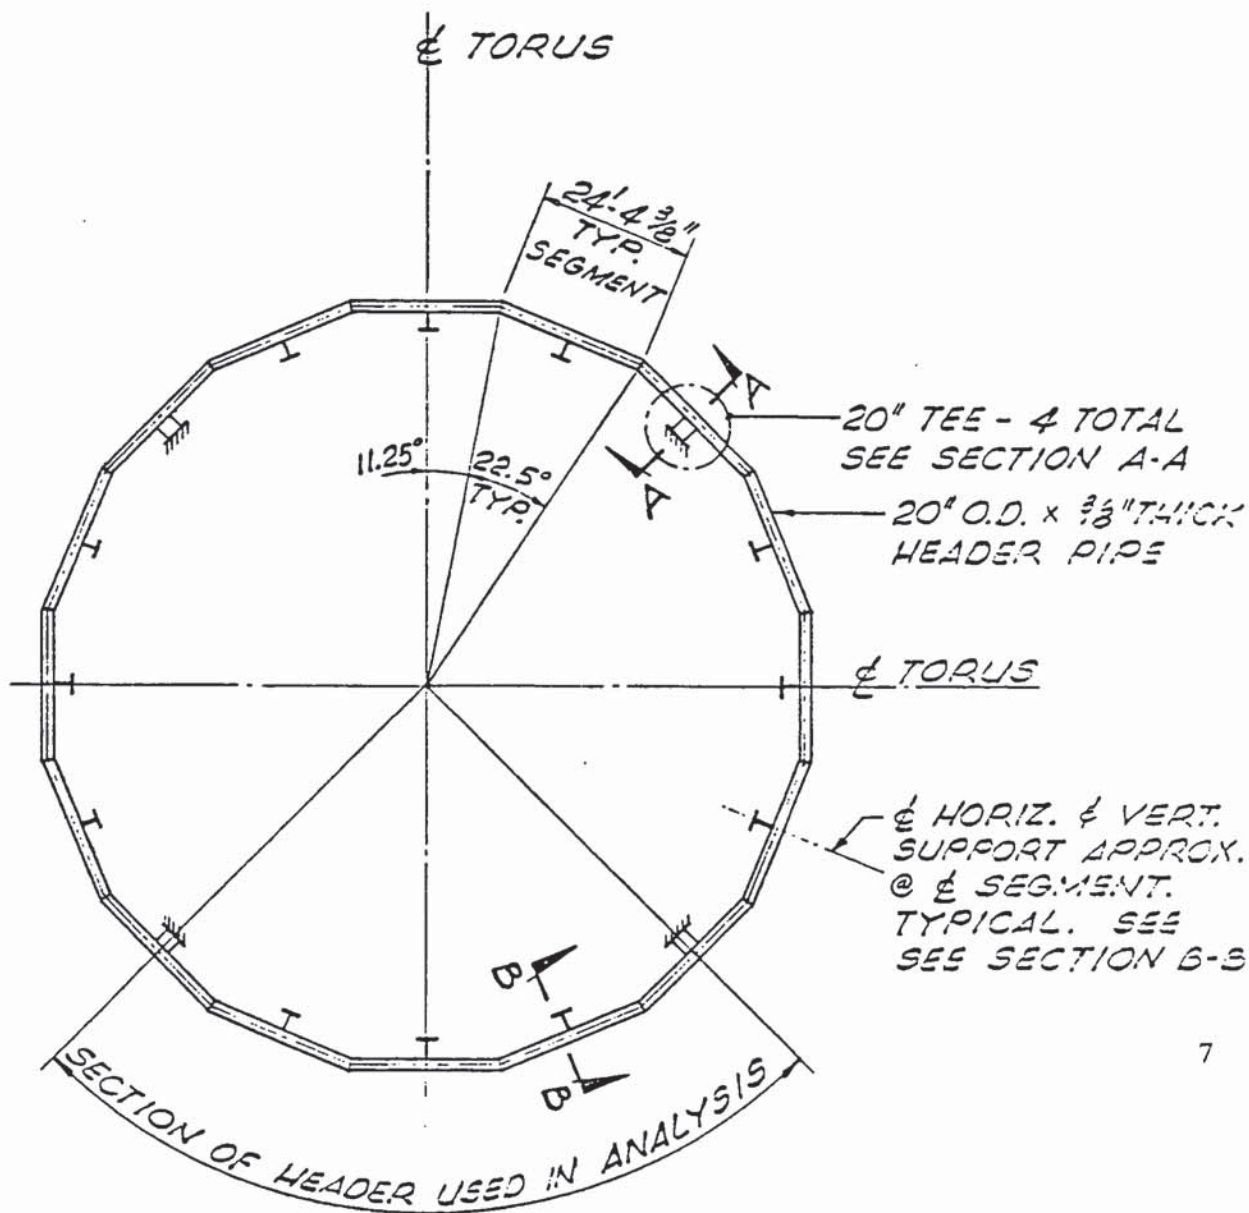 ℄ TORUS
24'-4 3/8"
TYP.
SEGMENT
A
20" TEE - 4 TOTAL
SEE SECTION A-A
11.25°
22.5°
TYP.
A
20" O.D. x 3/8" THICK
HEADER PIPE
℄ TORUS
℄ HORIZ. & VERT.
SUPPORT APPROX.
@ ℄ SEGMENT.
TYPICAL. SEE
SEE SECTION B-B
B
B
7
SECTION OF HEADER USED IN ANALYSIS